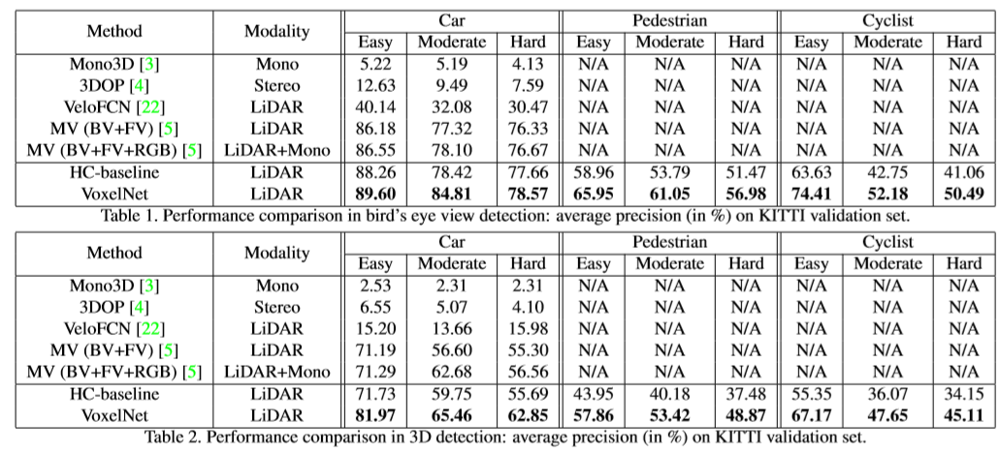 Method Modality Car Pedestrian Cyclist
Easy Moderate Hard Easy Moderate Hard Easy Moderate Hard
Mono3D [3] Mono 5.22 5.19 4.13 N/A N/A N/A N/A N/A N/A
3DOP [4] Stereo 12.63 9.49 7.59 N/A N/A N/A N/A N/A N/A
VeloFCN [22] LiDAR 40.14 32.08 30.47 N/A N/A N/A N/A N/A N/A
MV (BV+FV) [5] LiDAR 86.18 77.32 76.33 N/A N/A N/A N/A N/A N/A
MV (BV+FV+RGB) [5] LiDAR+Mono 86.55 78.10 76.67 N/A N/A N/A N/A N/A N/A
HC-baseline LiDAR 88.26 78.42 77.66 58.96 53.79 51.47 63.63 42.75 41.06
VoxelNet LiDAR 89.60 84.81 78.57 65.95 61.05 56.98 74.41 52.18 50.49
Table 1. Performance comparison in bird's eye view detection: average precision (in %) on KITTI validation set.
Method Modality Car Pedestrian Cyclist
Easy Moderate Hard Easy Moderate Hard Easy Moderate Hard
Mono3D [3] Mono 2.53 2.31 2.31 N/A N/A N/A N/A N/A N/A
3DOP [4] Stereo 6.55 5.07 4.10 N/A N/A N/A N/A N/A N/A
VeloFCN [22] LiDAR 15.20 13.66 15.98 N/A N/A N/A N/A N/A N/A
MV (BV+FV) [5] LiDAR 71.19 56.60 55.30 N/A N/A N/A N/A N/A N/A
MV (BV+FV+RGB) [5] LiDAR+Mono 71.29 62.68 56.56 N/A N/A N/A N/A N/A N/A
HC-baseline LiDAR 71.73 59.75 55.69 43.95 40.18 37.48 55.35 36.07 34.15
VoxelNet LiDAR 81.97 65.46 62.85 57.86 53.42 48.87 67.17 47.65 45.11
Table 2. Performance comparison in 3D detection: average precision (in %) on KITTI validation set.